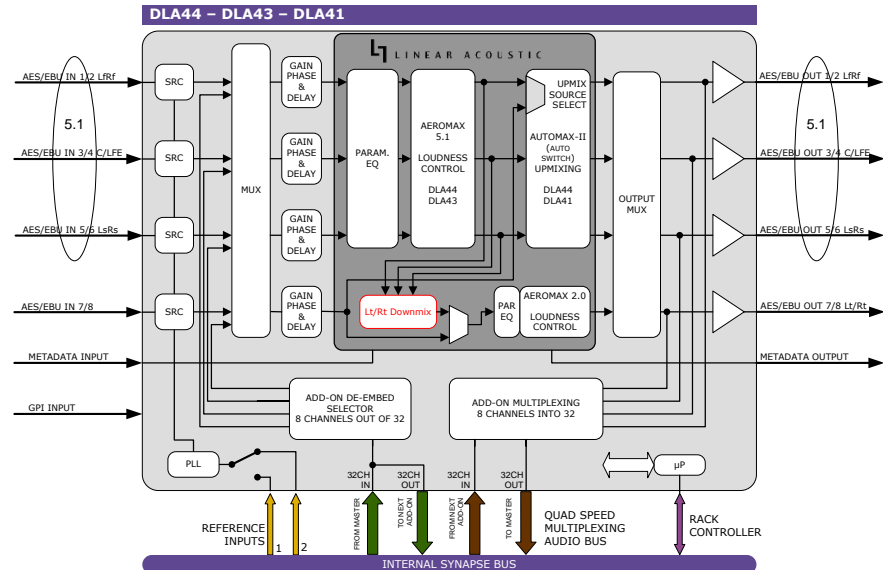 DLA44 – DLA43 – DLA41
LINEAR ACOUSTIC
AES/EBU IN 1/2 LfRf
SRC
GAIN
PHASE
&
DELAY
UPMIX
SOURCE
SELECT
AES/EBU OUT 1/2 LfRf
5.1
5.1
AES/EBU IN 3/4 C/LFE
SRC
MUX
GAIN
PHASE
&
DELAY
PARAM.
EQ
AEROMAX
5.1
LOUDNESS
CONTROL
DLA44
DLA43
AUTOMAX-II
(AUTO
SWITCH)
UPMIXING
DLA44
DLA41
OUTPUT
MUX
AES/EBU OUT 3/4 C/LFE
AES/EBU IN 5/6 LsRs
SRC
GAIN
PHASE
&
DELAY
AES/EBU OUT 5/6 LsRs
AES/EBU IN 7/8
SRC
GAIN
PHASE
&
DELAY
Lt/Rt Downmix
PAR
EQ
AEROMAX 2.0
LOUDNESS
CONTROL
AES/EBU OUT 7/8 Lt/Rt
METADATA INPUT
METADATA OUTPUT
GPI INPUT
ADD-ON DE-EMBED
SELECTOR
8 CHANNELS OUT OF 32
ADD-ON MULTIPLEXING
8 CHANNELS INTO 32
PLL
µP
32CH
IN
32CH
OUT
32CH
IN
32CH
OUT
REFERENCE
INPUTS
1
2
FROM MASTER
TO NEXT
ADD-ON
FROM NEXT
ADD-ON
TO MASTER
QUAD SPEED
MULTIPLEXING
AUDIO BUS
RACK
CONTROLLER
INTERNAL SYNAPSE BUS